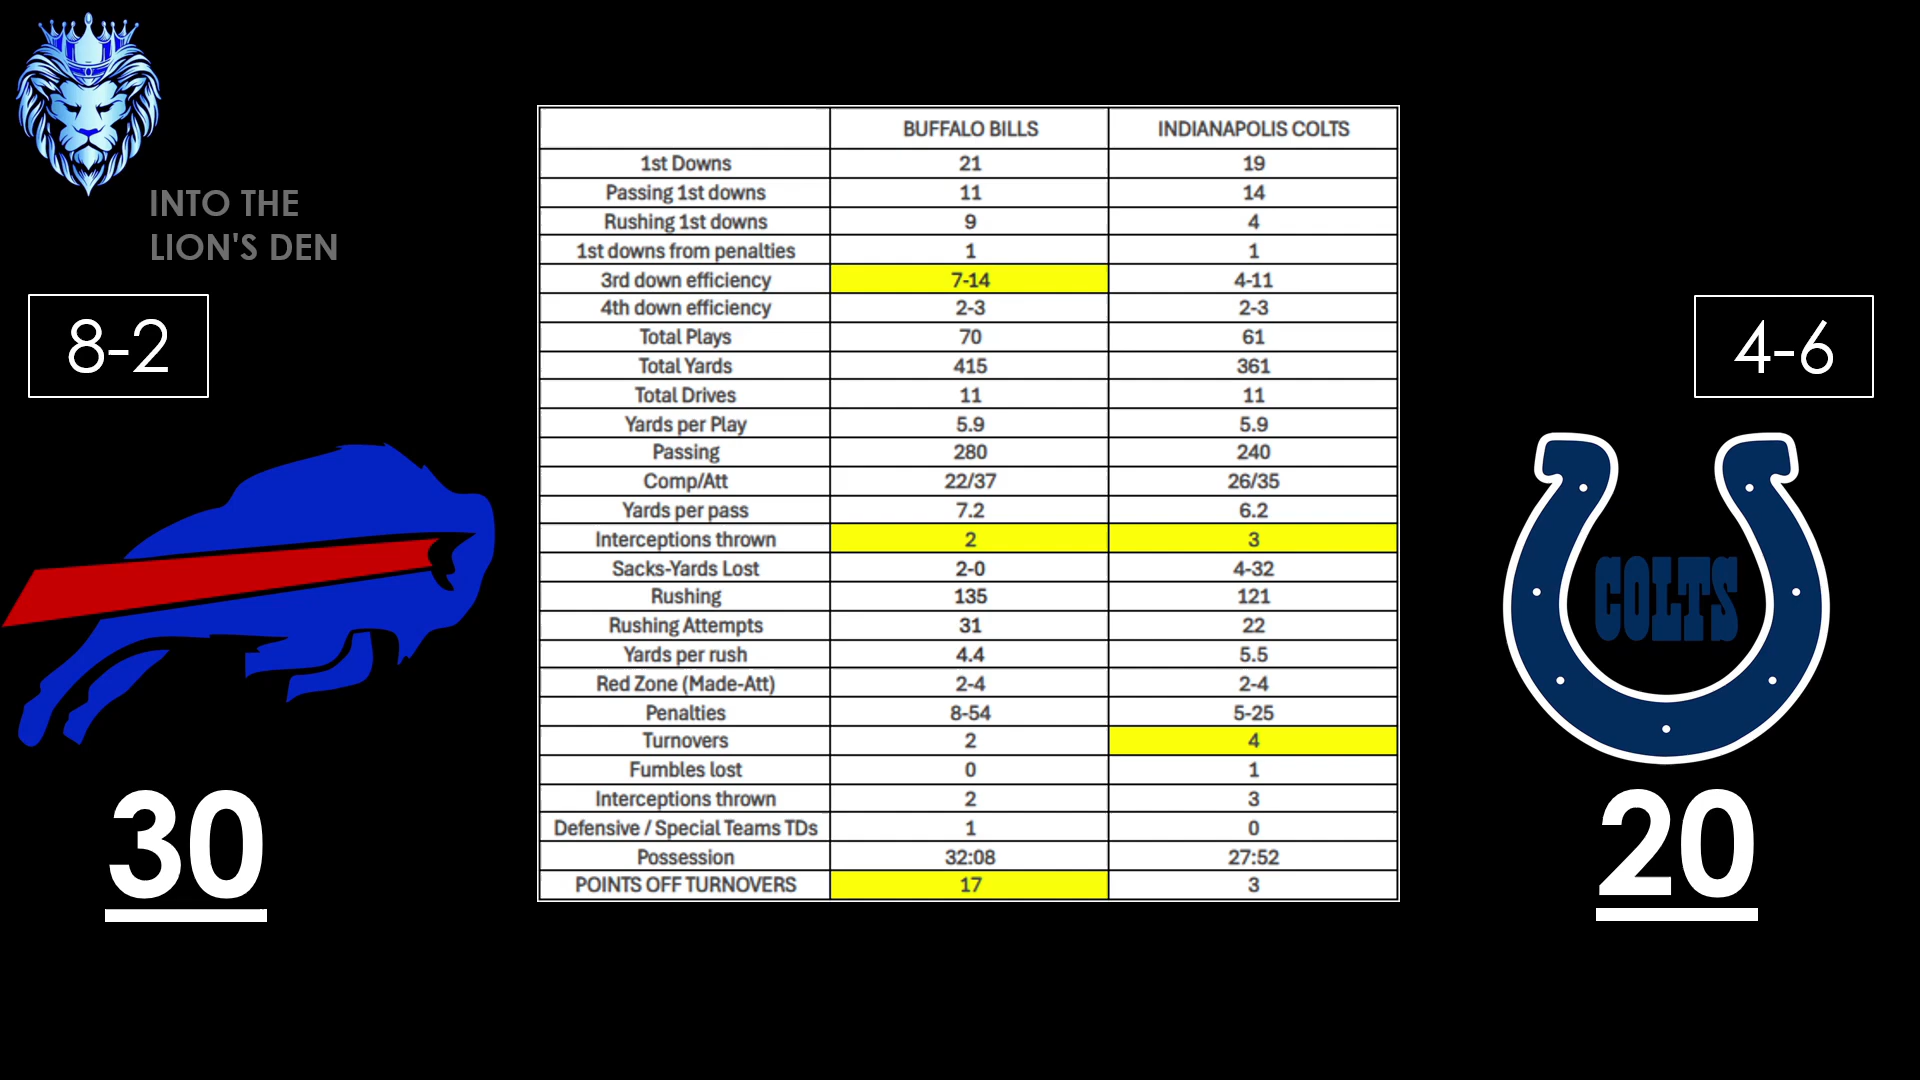 INTO THE
LION'S DEN
8-2
30
BUFFALO BILLS INDIANAPOLIS COLTS
1st Downs 21 19
Passing 1st downs 11 14
Rushing 1st downs 9 4
1st downs from penalties 1 1
3rd down efficiency 7-14 4-11
4th down efficiency 2-3 2-3
Total Plays 70 61
Total Yards 415 361
Total Drives 11 11
Yards per Play 5.9 5.9
Passing 280 240
Comp/Att 22/37 26/35
Yards per pass 7.2 6.2
Interceptions thrown 2 3
Sacks-Yards Lost 2-0 4-32
Rushing 135 121
Rushing Attempts 31 22
Yards per rush 4.4 5.5
Red Zone (Made-Att) 2-4 2-4
Penalties 8-54 5-25
Turnovers 2 4
Fumbles lost 0 1
Interceptions thrown 2 3
Defensive / Special Teams TDs 1 0
Possession 32:08 27:52
POINTS OFF TURNOVERS 17 3
4-6
COLTS
20